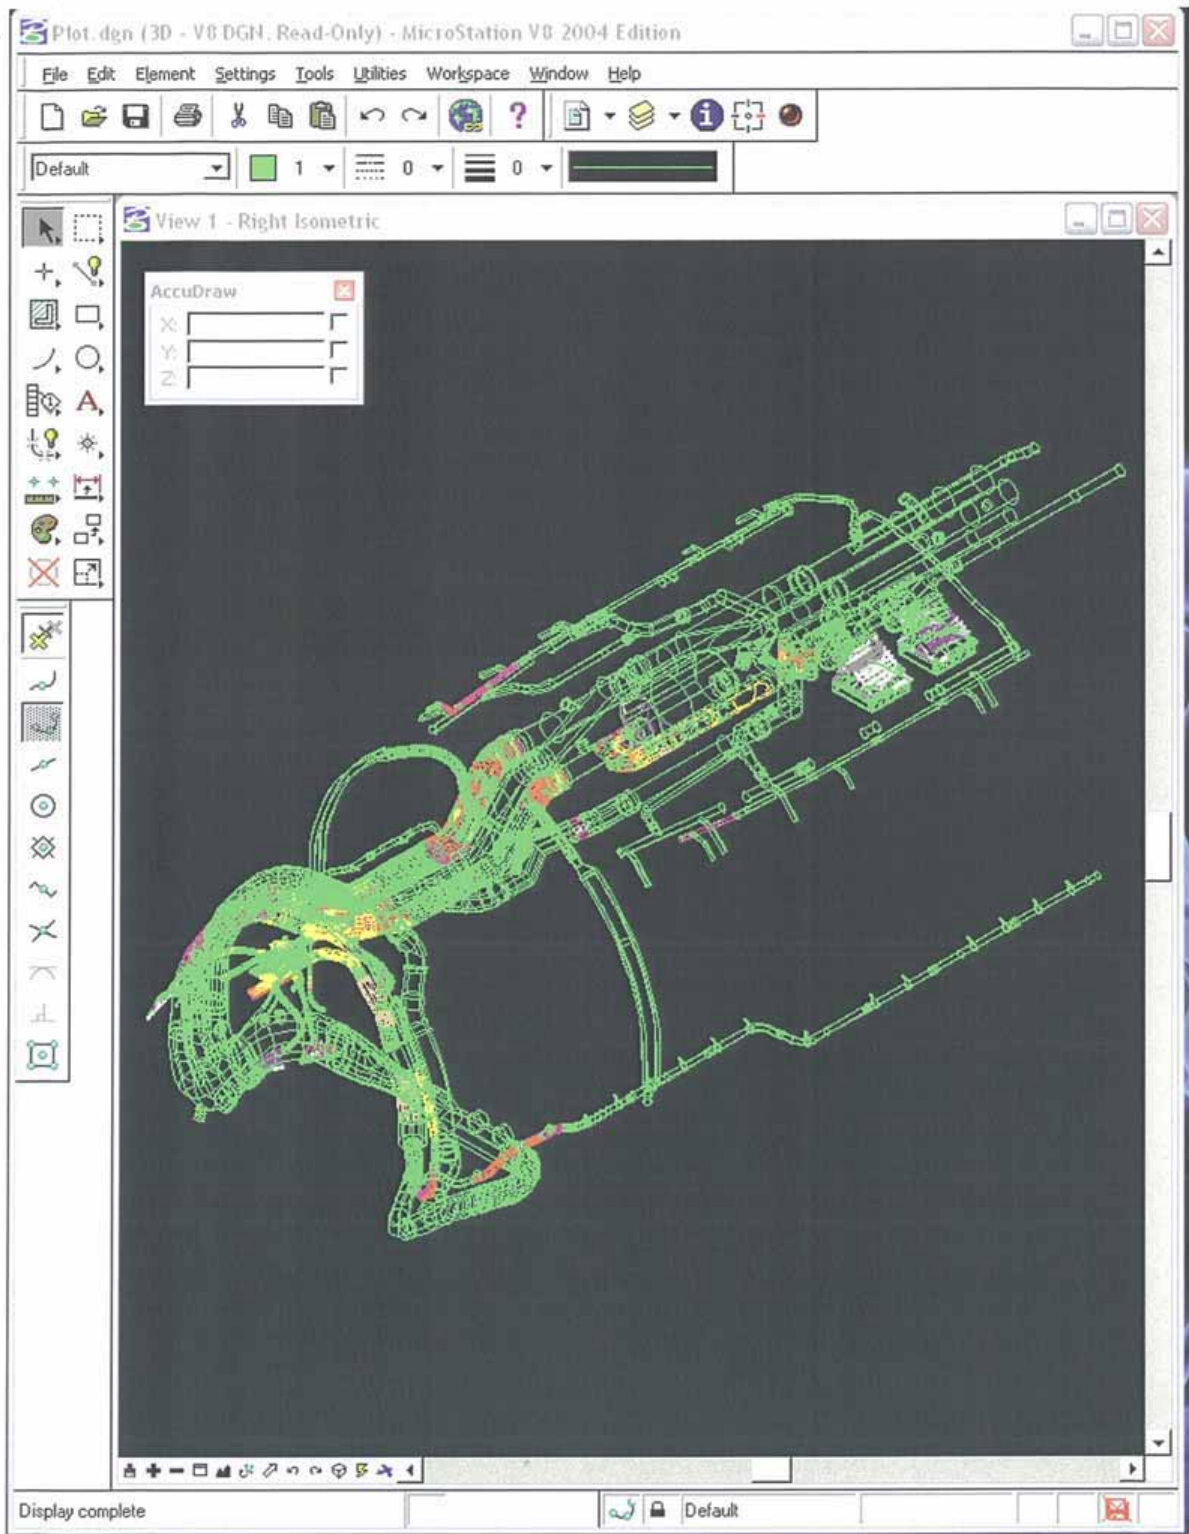 Plot.dgn (3D - V8 DGN, Read-Only) - MicroStation V8 2004 Edition
File Edit Element Settings Tools Utilities Workspace Window Help
?
Default 1 0 0
View 1 - Right Isometric
AccuDraw
X:
Y:
Z:
A
Display complete Default